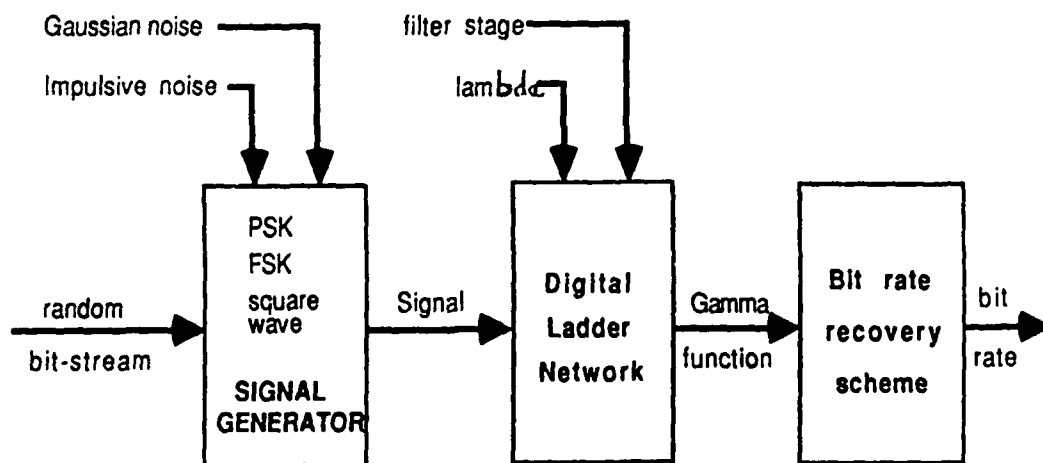 Gaussian noise
Impulsive noise
filter stage
lambda
random
bit-stream
PSK
FSK
square
wave
SIGNAL
GENERATOR
Signal
Digital
Ladder
Network
Gamma
function
Bit rate
recovery
scheme
bit
rate